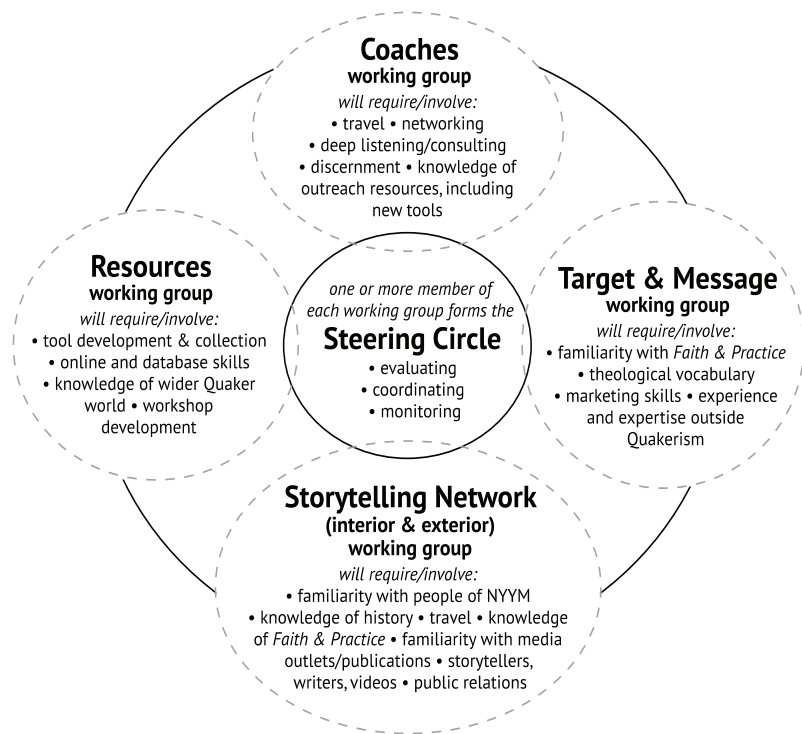 Coaches
working group
will require/involve:
• travel • networking
• deep listening/consulting
• discernment • knowledge of
outreach resources, including
new tools
Resources
working group
will require/involve:
• tool development & collection
• online and database skills
• knowledge of wider Quaker
world • workshop
development
one or more member of
each working group forms the
Steering Circle
• evaluating
• coordinating
• monitoring
Target & Message
working group
will require/involve:
• familiarity with Faith & Practice
• theological vocabulary
• marketing skills • experience
and expertise outside
Quakerism
Storytelling Network
(interior & exterior)
working group
will require/involve:
• familiarity with people of NYYM
• knowledge of history • travel • knowledge
of Faith & Practice • familiarity with media
outlets/publications • storytellers,
writers, videos • public relations